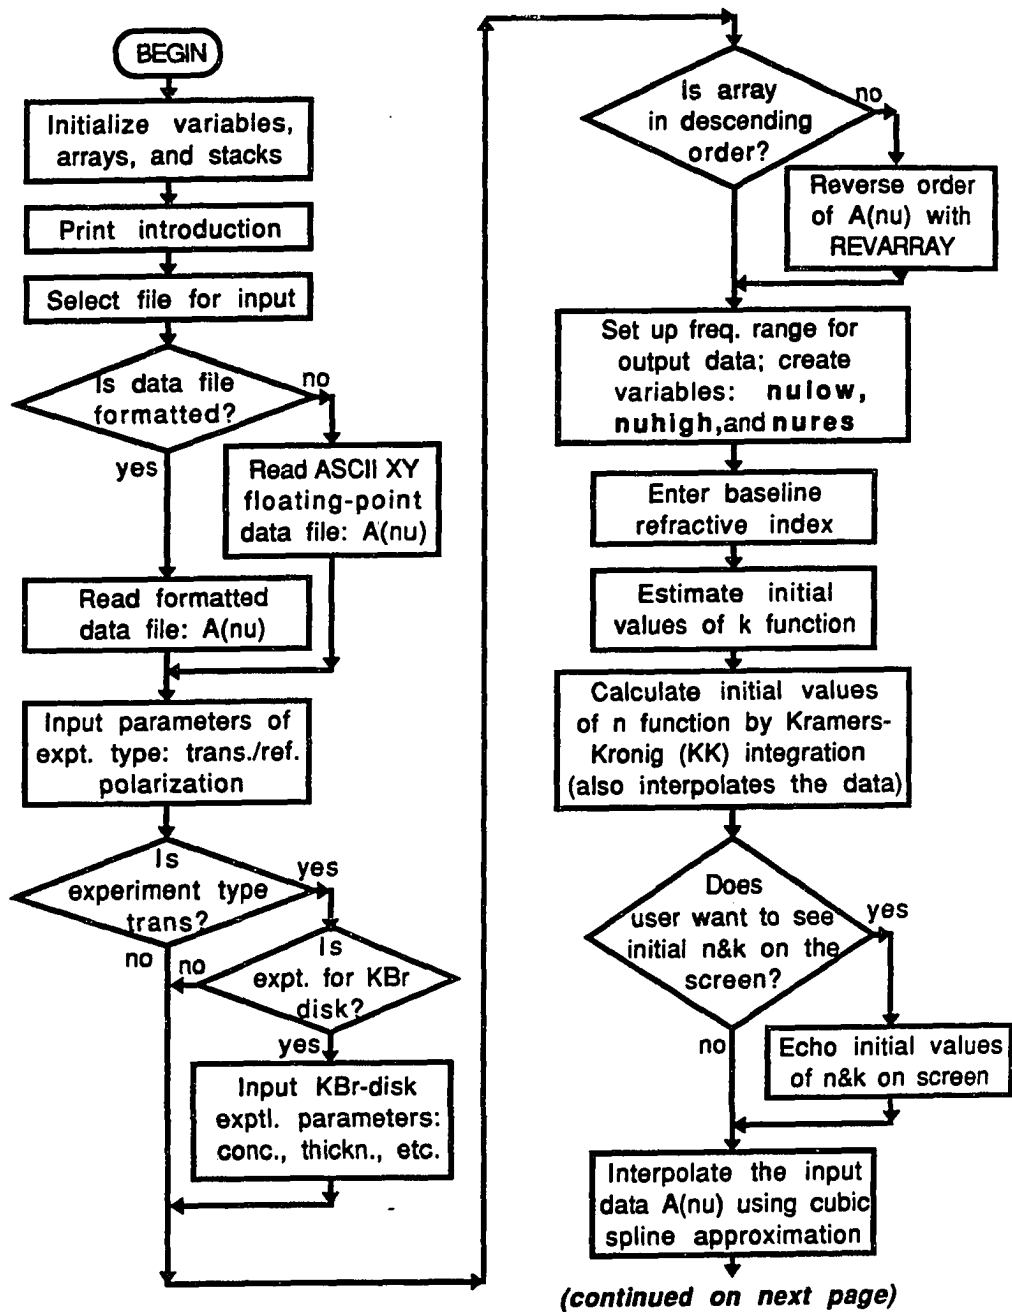 BEGIN
Initialize variables,
arrays, and stacks
Print introduction
Select file for input
Is data file
formatted?
no
yes
Read ASCII XY
floating-point
data file: A(nu)
Read formatted
data file: A(nu)
Input parameters of
expt. type: trans./ref.
polarization
Is
experiment type
trans?
yes
no
Is
expt. for KBr
disk?
no
yes
Input KBr-disk
exptl. parameters:
conc., thickn., etc.
Is array
in descending
order?
no
Reverse order
of A(nu) with
REVARRAY
Set up freq. range for
output data; create
variables: nulow,
nuhigh,and nures
Enter baseline
refractive index
Estimate initial
values of k function
Calculate initial values
of n function by Kramers-
Kronig (KK) integration
(also interpolates the data)
Does
user want to see
initial n&k on the
screen?
yes
no
Echo initial values
of n&k on screen
Interpolate the input
data A(nu) using cubic
spline approximation
(continued on next page)